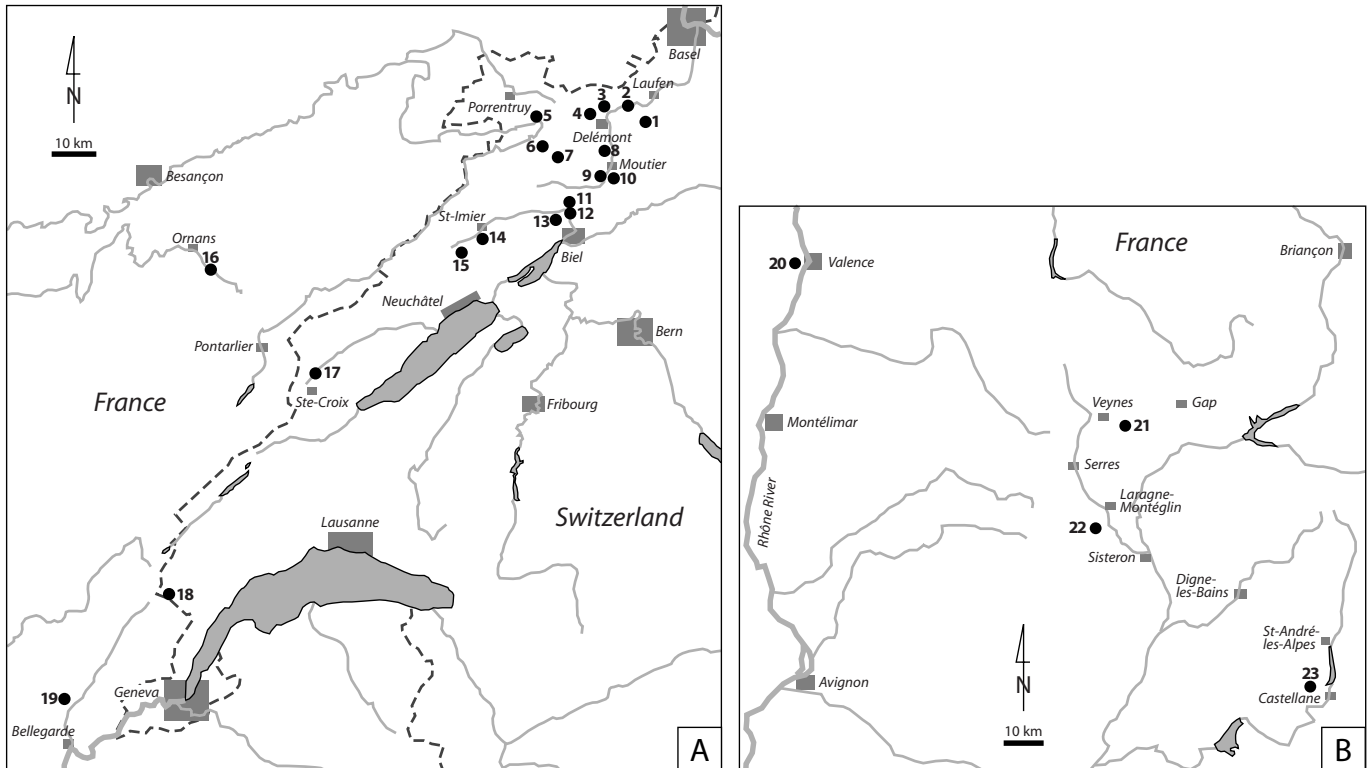 Basel
N
10 km
Laufen
3
2
Porrentruy
4
5
1
Delémont
6
7
8
Moutier
9
10
Besançon
11
12
St-Imier
13
14
Biel
15
Ornans
16
Neuchâtel
Bern
Pontarlier
17
Ste-Croix
France
Fribourg
Switzerland
Lausanne
18
19
Geneva
Bellegarde
A
France
Briançon
20
Valence
Veynes
Gap
Montélimar
21
Serres
Laragne-
Montéglin
Rhône River
22
Sisteron
Digne-
les-Bains
St-André-
les-Alpes
N
10 km
23
Avignon
Castellane
B